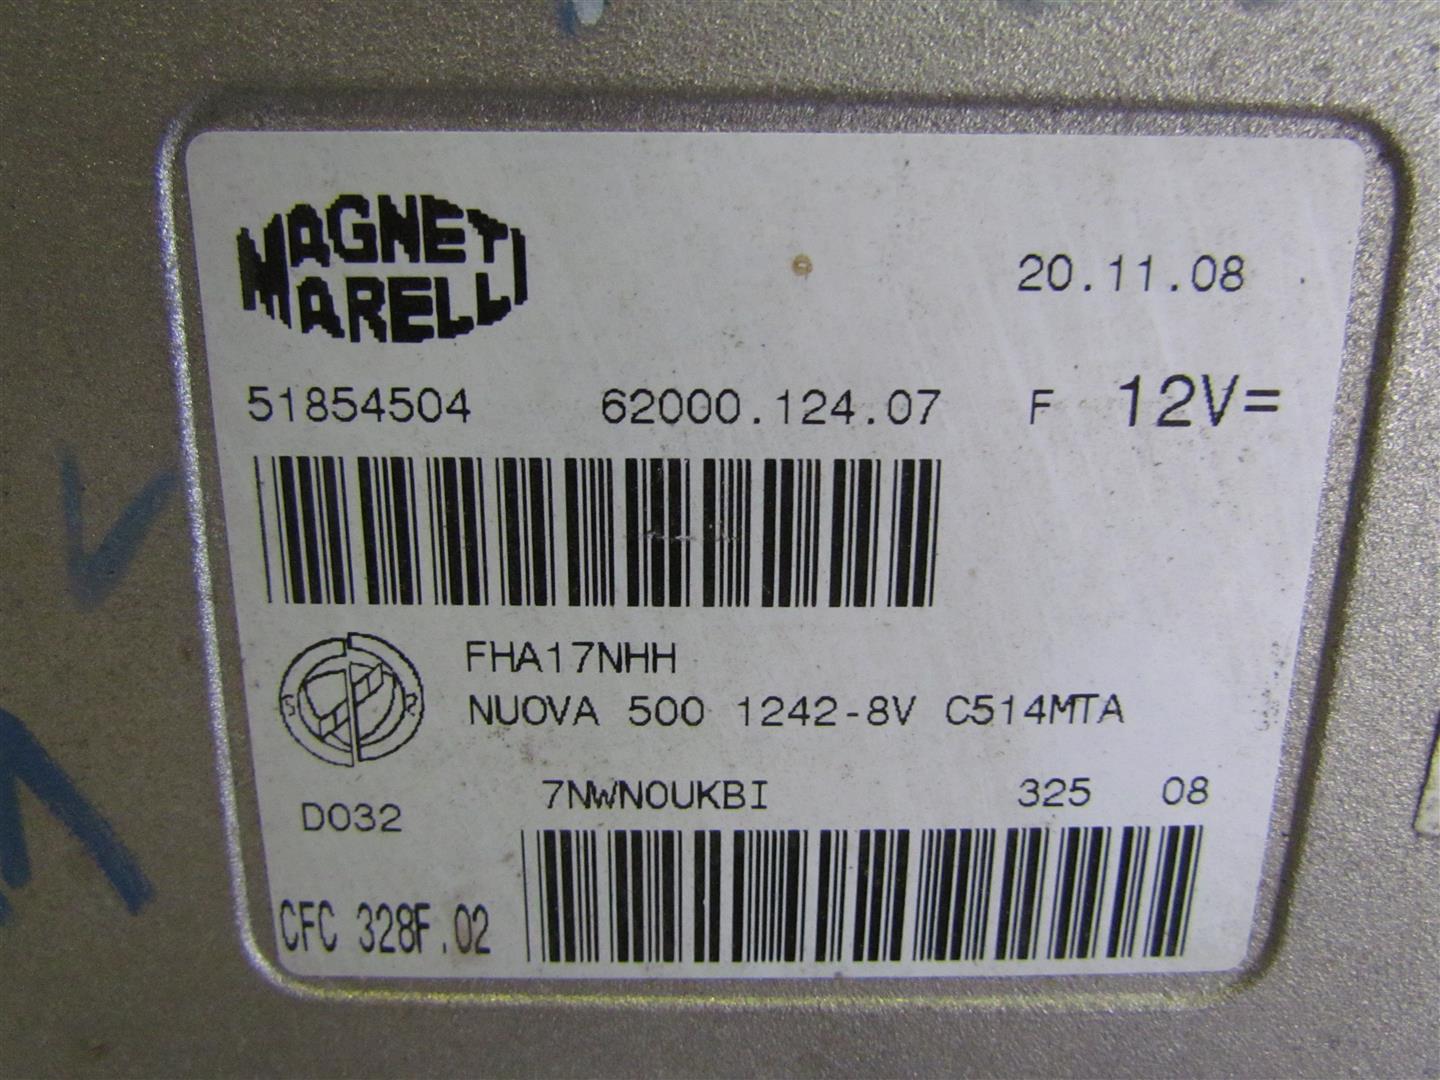 MAGNETI
MARELLI
20.11.08
51854504 62000.124.07 F 12V=
FHA17NHH
S R
NUOVA 500 1242-8V C514MTA
7NWNOUKBI 325 08
D032
CFC 328F.02